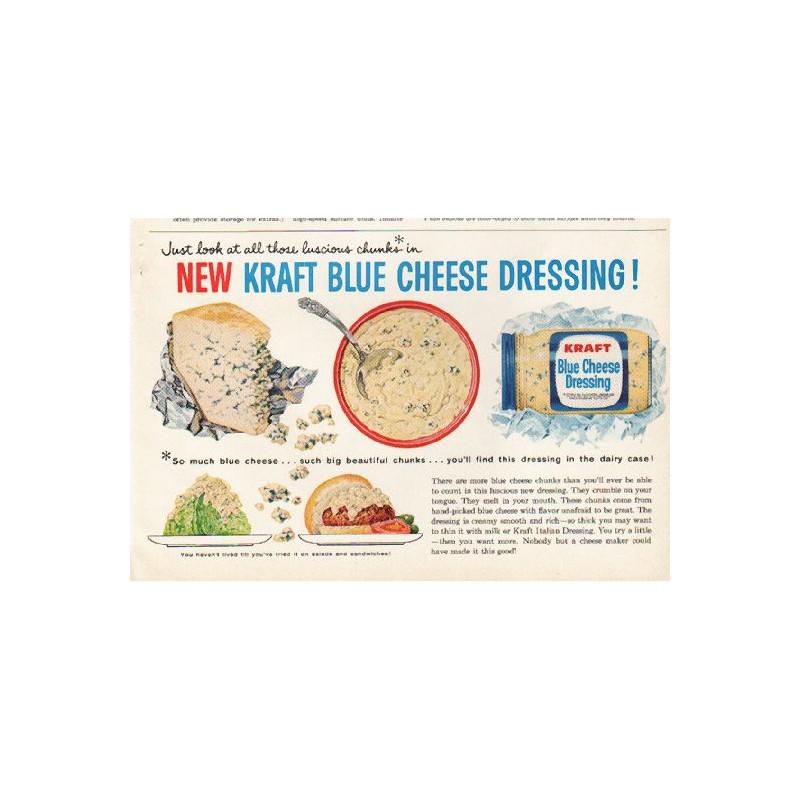 often provide storage for extras.)
Just look at all those luscious chunks* in
NEW KRAFT BLUE CHEESE DRESSING!
KRAFT
Blue Cheese
Dressing
*So much blue cheese... such big beautiful chunks... you'll find this dressing in the dairy case!
There are more blue cheese chunks than you'll ever be able
to count in this luscious new dressing. They crumble on your
tongue. They melt in your mouth. These chunks come from
hand-picked blue cheese with flavor unafraid to be great. The
dressing is creamy smooth and rich—so thick you may want
to thin it with milk or Kraft Italian Dressing. You try a little
—then you want more. Nobody but a cheese maker could
have made it this good!
You haven't lived till you've tried it on salads and sandwiches!